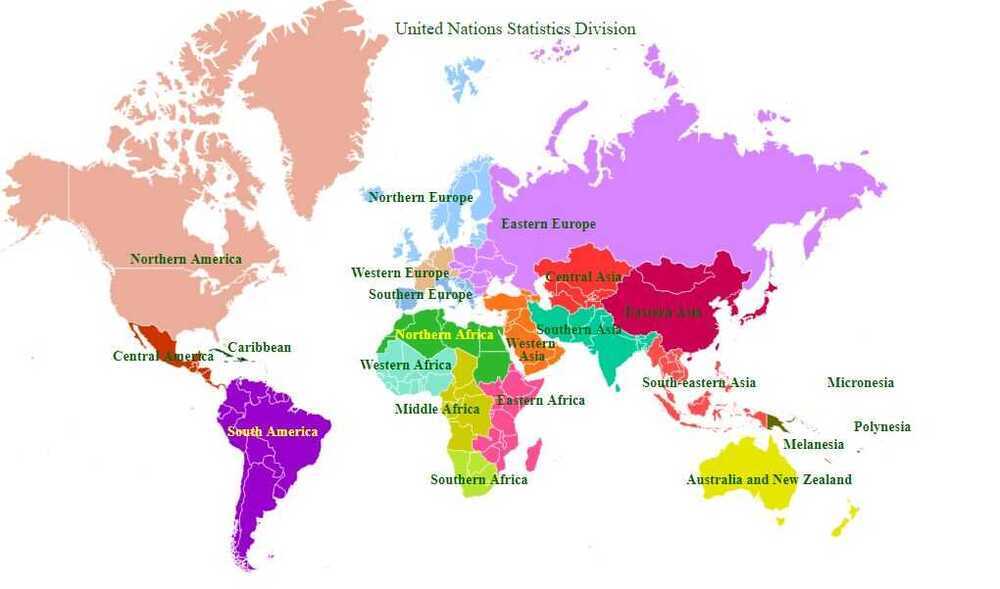 United Nations Statistics Division
Northern Europe
Eastern Europe
Northern America
Western Europe
Central Asia
Southern Europe
Eastern Asia
Northern Africa
Southern Asia
Western
Asia
Caribbean
Central America
Western Africa
South-eastern Asia
Micronesia
Eastern Africa
Middle Africa
Polynesia
South America
Melanesia
Southern Africa
Australia and New Zealand